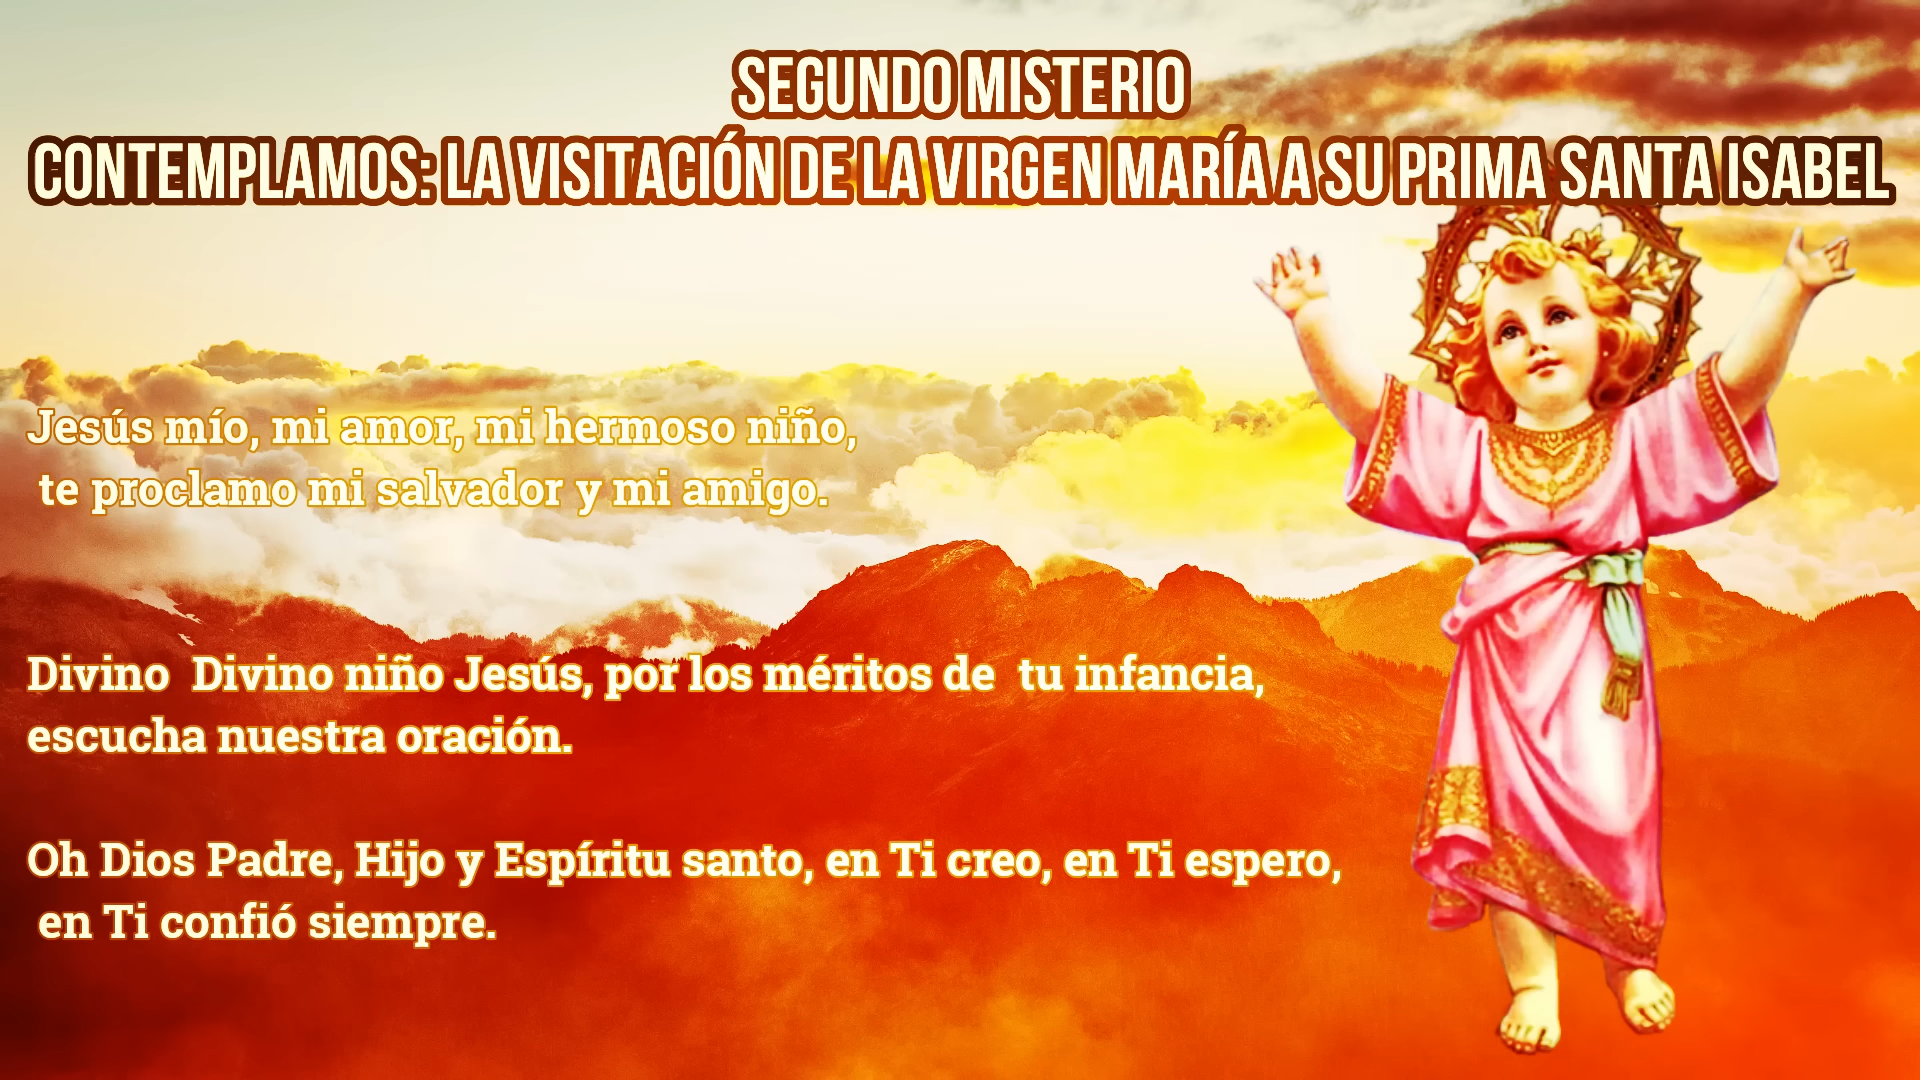 SEGUNDO MISTERIO
CONTEMPLAMOS: LA VISITACIÓN DE LA VIRGEN MARÍA A SU PRIMA SANTA ISABEL
Jesús mío, mi amor, mi hermoso niño,
te proclamo mi salvador y mi amigo.
Divino Divino niño Jesús, por los méritos de tu infancia,
escucha nuestra oración.
Oh Dios Padre, Hijo y Espíritu santo, en Ti creo, en Ti espero,
en Ti confió siempre.